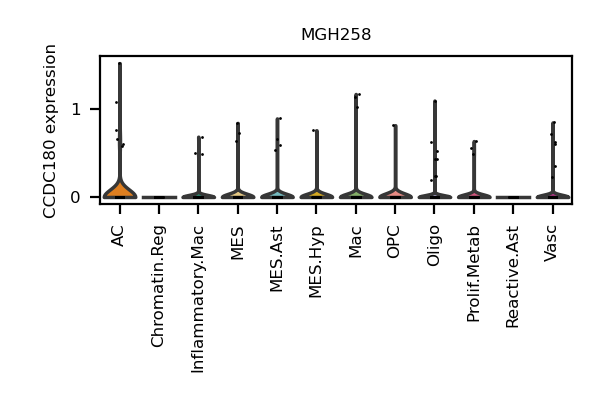 MGH258
CCDC180 expression
1
0
AC
Chromatin.Reg
Inflammatory.Mac
MES
MES.Ast
MES.Hyp
Mac
OPC
Oligo
Prolif.Metab
Reactive.Ast
Vasc